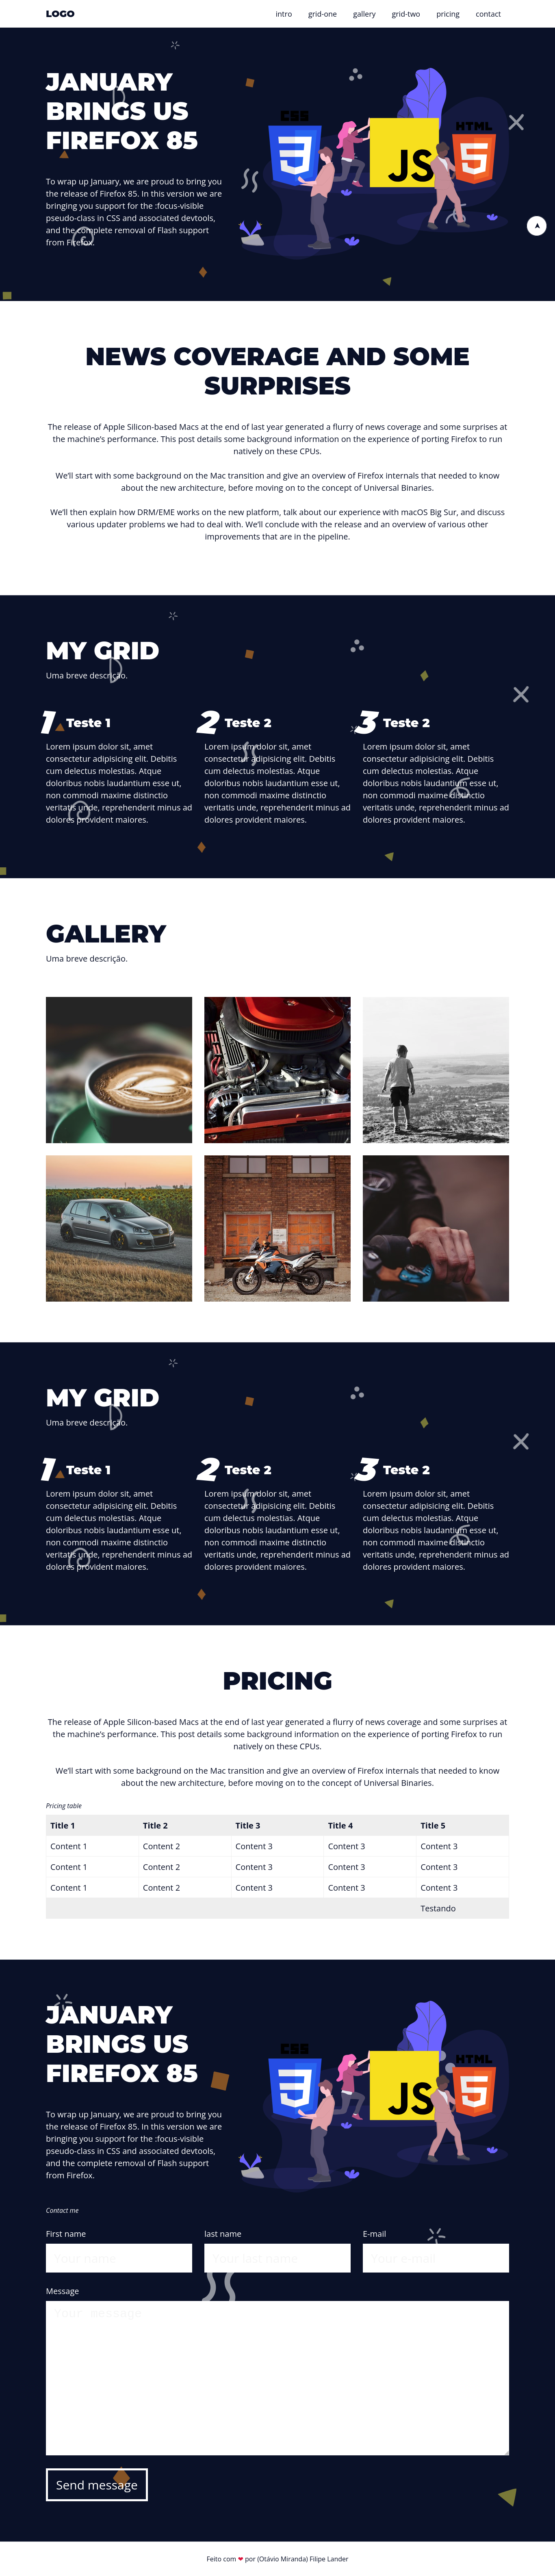 LOGO
intro grid-one gallery grid-two pricing contact
JANUARY
BRINGS US
FIREFOX 85
To wrap up January, we are proud to bring you
the release of Firefox 85. In this version we are
bringing you support for the :focus-visible
pseudo-class in CSS and associated devtools,
and the complete removal of Flash support
from Firefox.
CSS
3
JS
HTML
5
NEWS COVERAGE AND SOME
SURPRISES
The release of Apple Silicon-based Macs at the end of last year generated a flurry of news coverage and some surprises at
the machine's performance. This post details some background information on the experience of porting Firefox to run
natively on these CPUs.
We'll start with some background on the Mac transition and give an overview of Firefox internals that needed to know
about the new architecture, before moving on to the concept of Universal Binaries.
We'll then explain how DRM/EME works on the new platform, talk about our experience with macOS Big Sur, and discuss
various updater problems we had to deal with. We'll conclude with the release and an overview of various other
improvements that are in the pipeline.
MY GRID
Uma breve descrição.
1 Teste 1
Lorem ipsum dolor sit, amet
consectetur adipisicing elit. Debitis
cum delectus molestias. Atque
doloribus nobis laudantium esse ut,
non commodi maxime distinctio
veritatis unde, reprehenderit minus ad
dolores provident maiores.
2 Teste 2
Lorem ipsum dolor sit, amet
consectetur adipisicing elit. Debitis
cum delectus molestias. Atque
doloribus nobis laudantium esse ut,
non commodi maxime distinctio
veritatis unde, reprehenderit minus ad
dolores provident maiores.
3 Teste 2
Lorem ipsum dolor sit, amet
consectetur adipisicing elit. Debitis
cum delectus molestias. Atque
doloribus nobis laudantium esse ut,
non commodi maxime distinctio
veritatis unde, reprehenderit minus ad
dolores provident maiores.
GALLERY
Uma breve descrição.
MY GRID
Uma breve descrição.
1 Teste 1
Lorem ipsum dolor sit, amet
consectetur adipisicing elit. Debitis
cum delectus molestias. Atque
doloribus nobis laudantium esse ut,
non commodi maxime distinctio
veritatis unde, reprehenderit minus ad
dolores provident maiores.
2 Teste 2
Lorem ipsum dolor sit, amet
consectetur adipisicing elit. Debitis
cum delectus molestias. Atque
doloribus nobis laudantium esse ut,
non commodi maxime distinctio
veritatis unde, reprehenderit minus ad
dolores provident maiores.
3 Teste 2
Lorem ipsum dolor sit, amet
consectetur adipisicing elit. Debitis
cum delectus molestias. Atque
doloribus nobis laudantium esse ut,
non commodi maxime distinctio
veritatis unde, reprehenderit minus ad
dolores provident maiores.
PRICING
The release of Apple Silicon-based Macs at the end of last year generated a flurry of news coverage and some surprises at
the machine's performance. This post details some background information on the experience of porting Firefox to run
natively on these CPUs.
We'll start with some background on the Mac transition and give an overview of Firefox internals that needed to know
about the new architecture, before moving on to the concept of Universal Binaries.
Pricing table
Title 1 Title 2 Title 3 Title 4 Title 5
Content 1 Content 2 Content 3 Content 3 Content 3
Content 1 Content 2 Content 3 Content 3 Content 3
Content 1 Content 2 Content 3 Content 3 Content 3
Testando
JANUARY
BRINGS US
FIREFOX 85
To wrap up January, we are proud to bring you
the release of Firefox 85. In this version we are
bringing you support for the :focus-visible
pseudo-class in CSS and associated devtools,
and the complete removal of Flash support
from Firefox.
CSS
3
JS
HTML
5
Contact me
First name last name E-mail
Your name Your last name Your e-mail
Message
Your message
Send message
Feito com ❤ por (Otávio Miranda) Filipe Lander